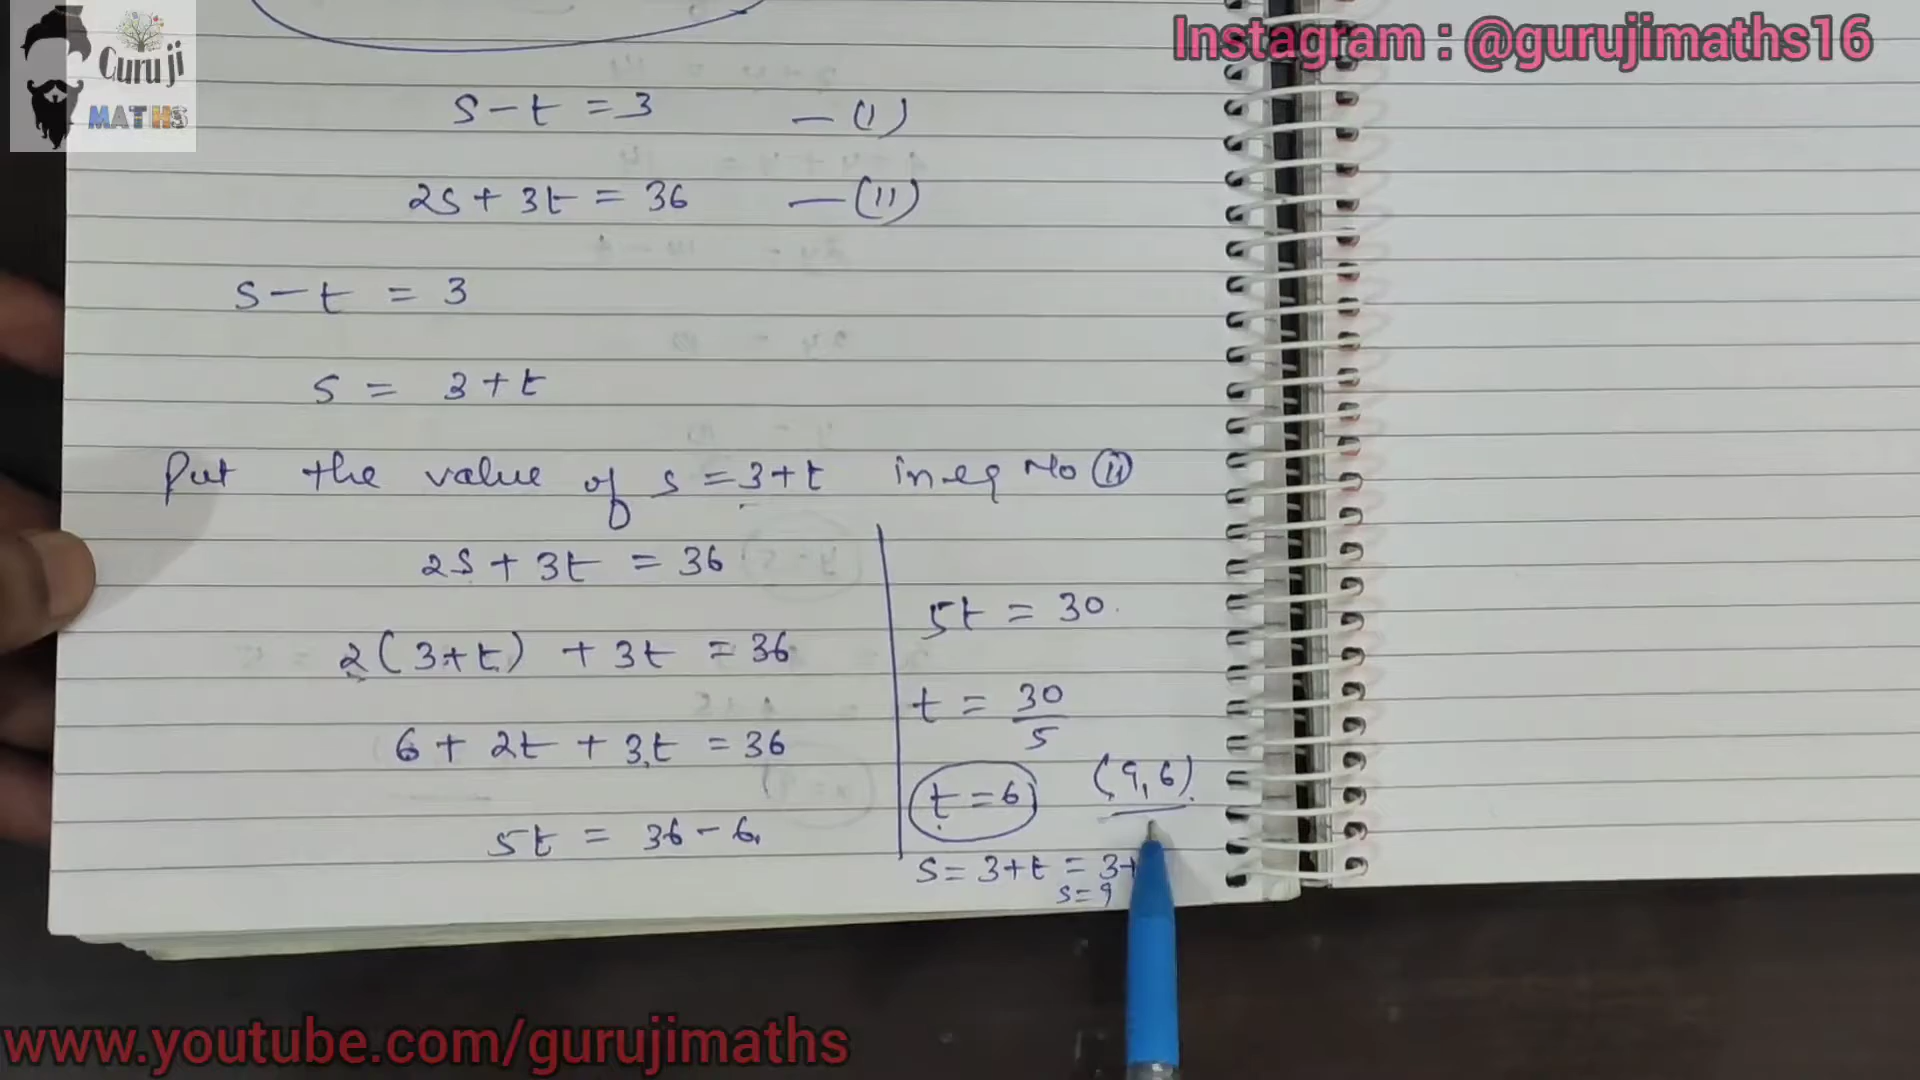 Guruji
MATHS
Instagram : @gurujimaths16
s - t = 3 — (I)
2s + 3t = 36 — (II)
s - t = 3
s = 3 + t
Put the value of s = 3 + t in eq No (ii)
2s + 3t = 36
2(3+t) + 3t = 36
6 + 2t + 3t = 36
5t = 36 - 6
5t = 30
t = 30/5
t = 6 (9,6)
s = 3+t = 3+
s = 9
www.youtube.com/gurujimaths